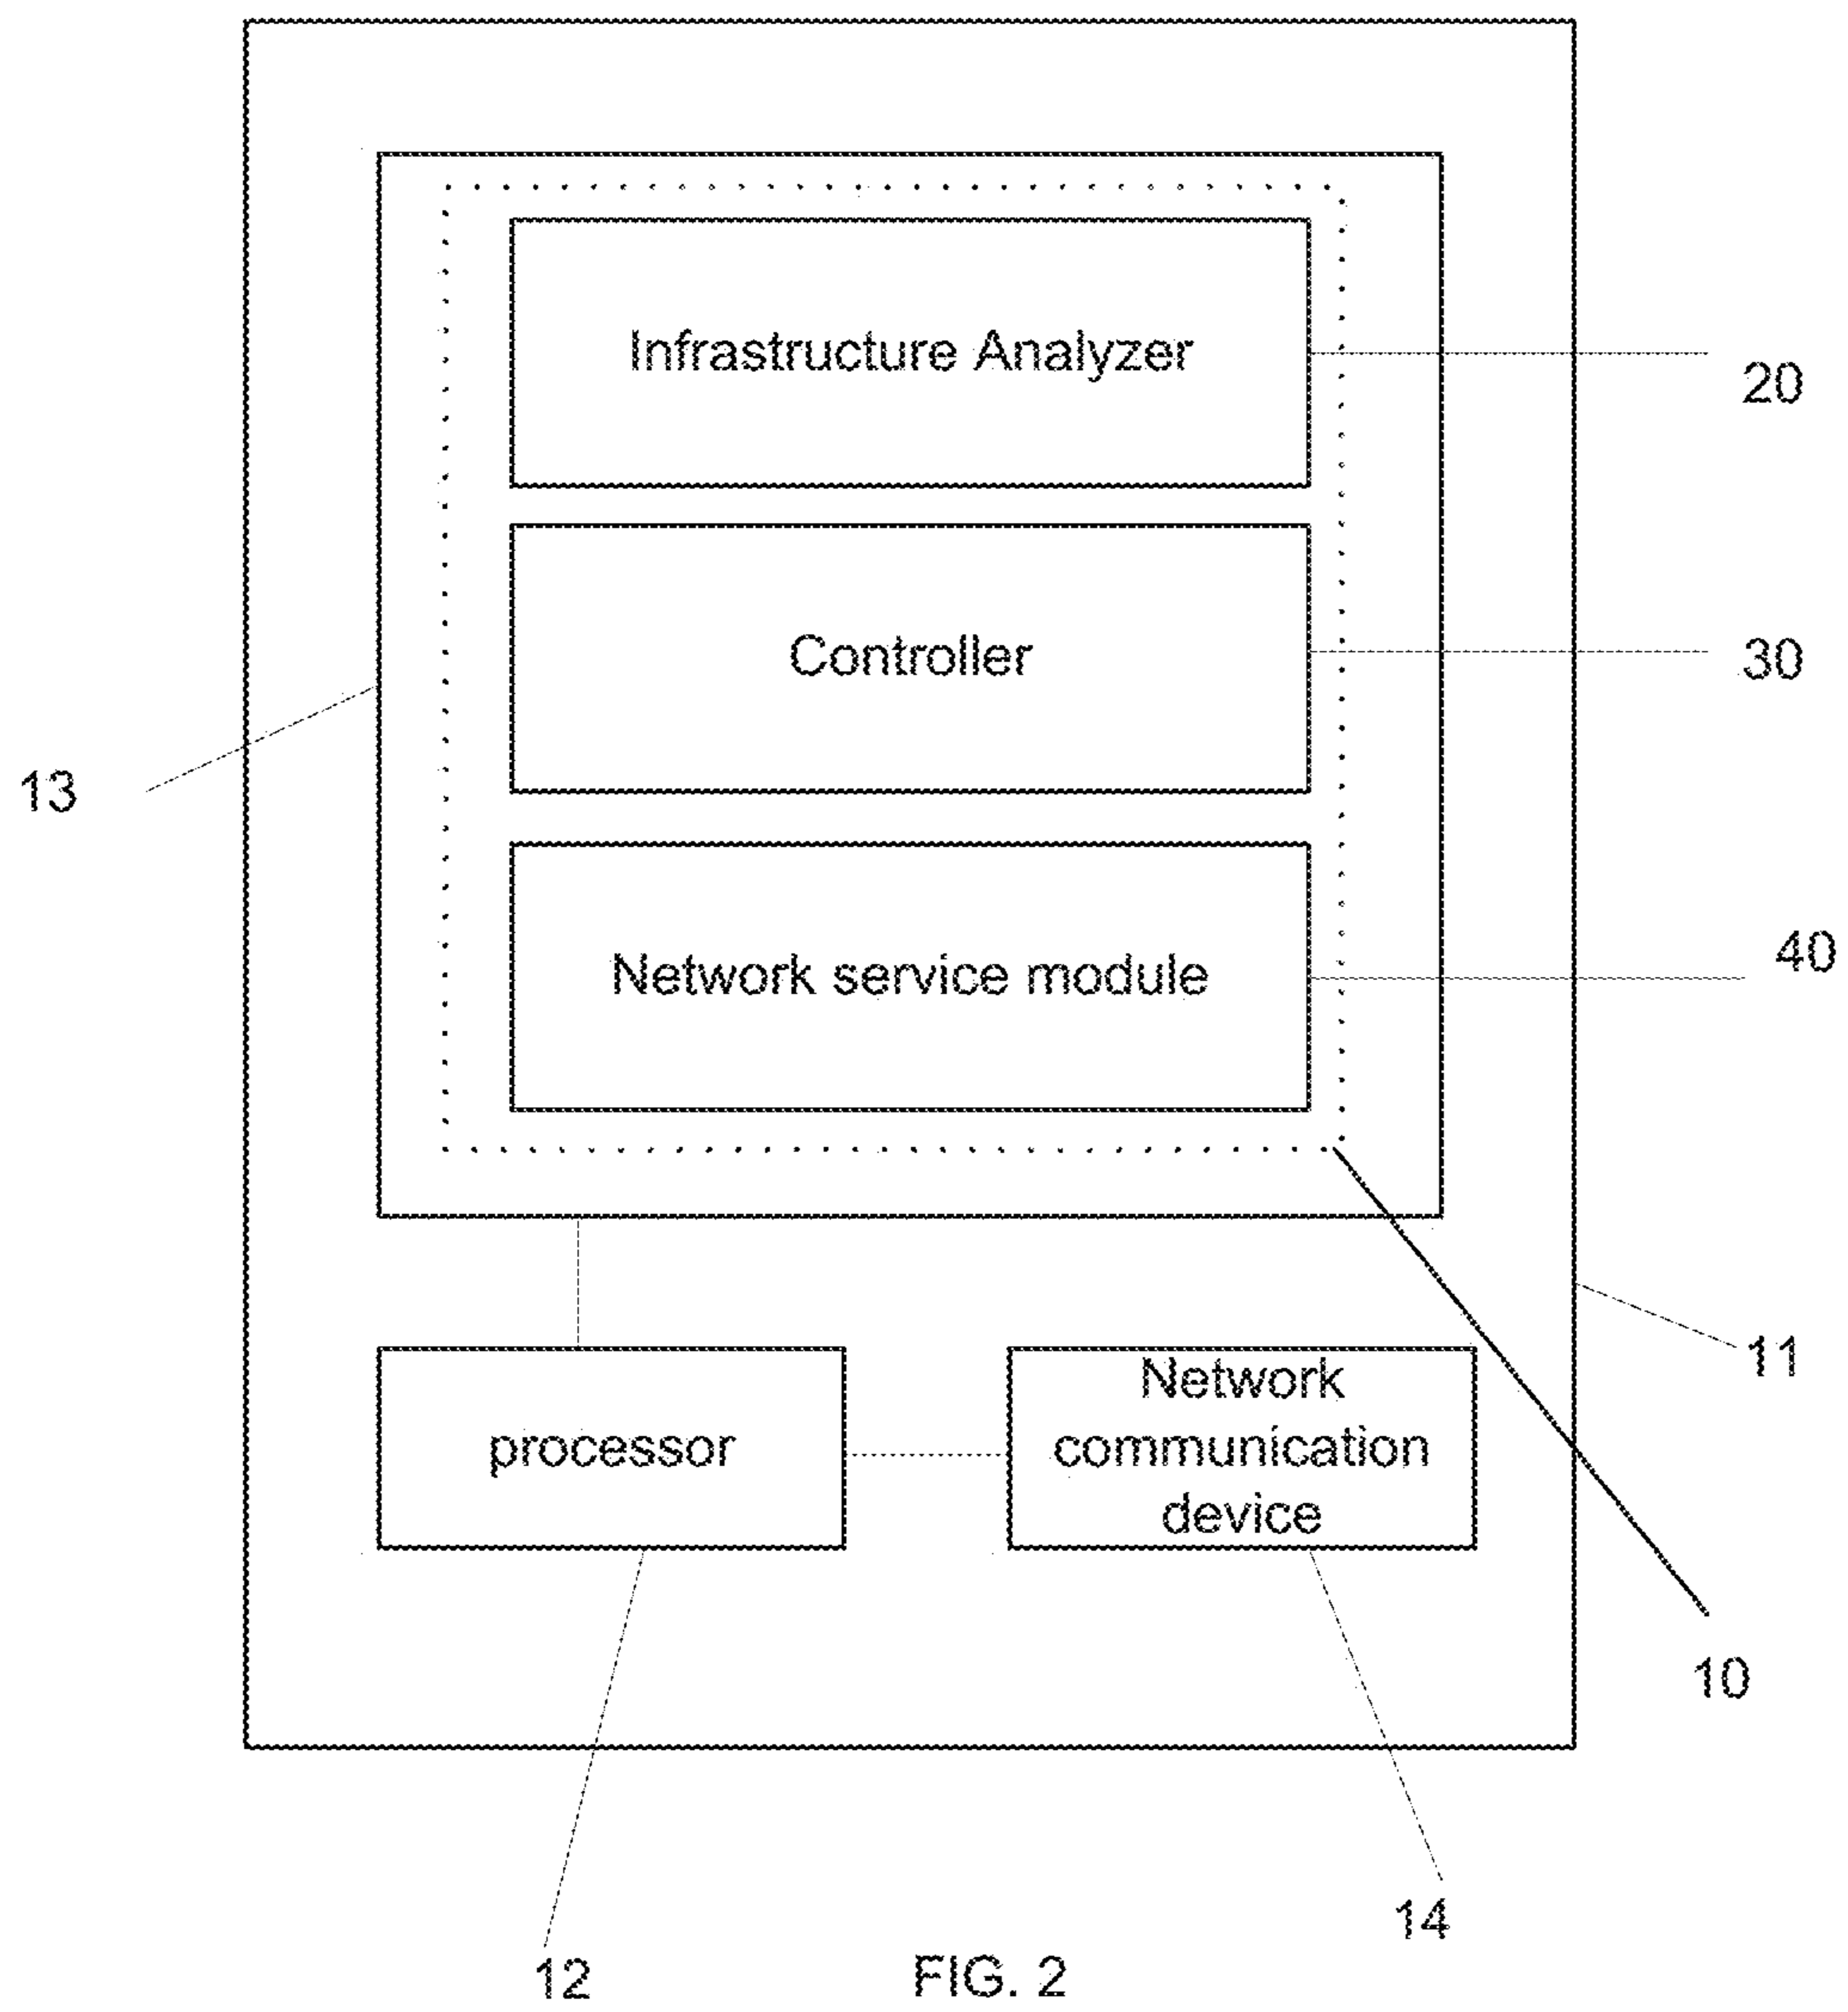 Infrastructure Analyzer
20
Controller
30
13
Network service module
40
11
processor
Network
communication
device
10
14
12
FIG. 2